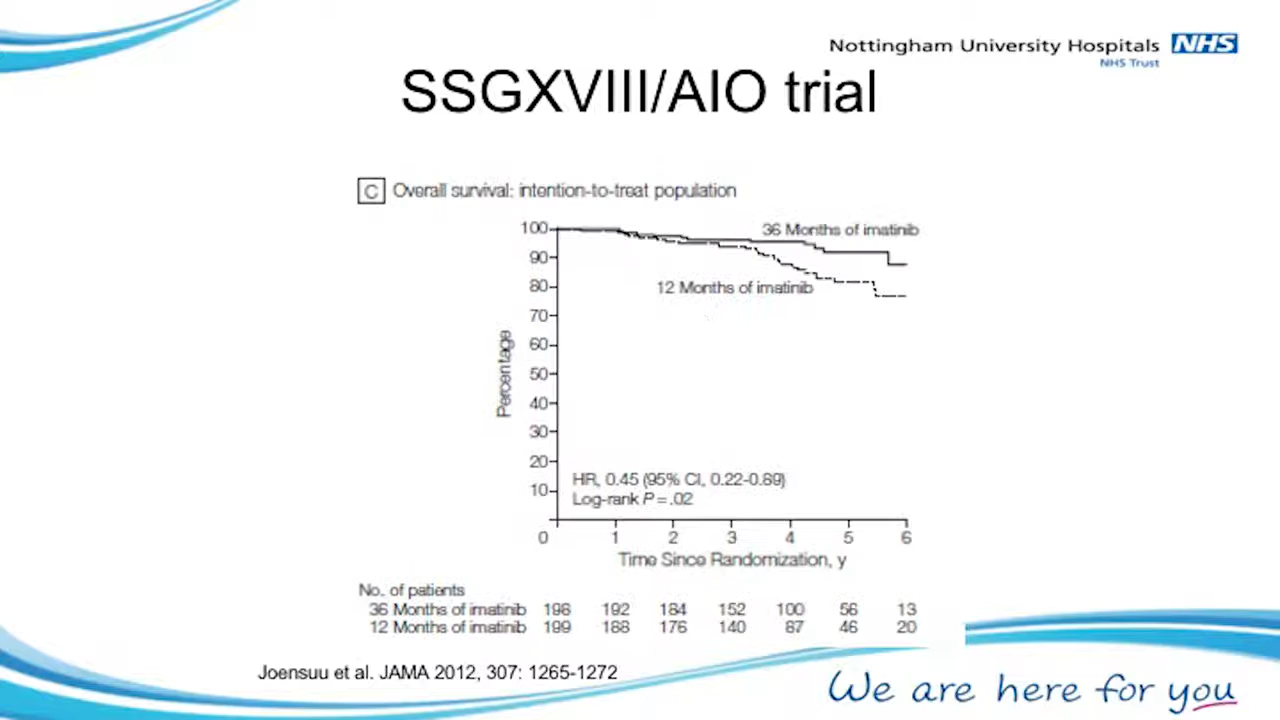 Nottingham University Hospitals NHS
NHS Trust
SSGXVIII/AIO trial
C Overall survival: intention-to-treat population
100
90
80
70
60
50
40
30
20
10
0
Percentage
36 Months of imatinib
12 Months of imatinib
HR, 0.45 (95% CI, 0.22-0.89)
Log-rank P = .02
1 2 3 4 5 6
Time Since Randomization, y
No. of patients
36 Months of imatinib 198 192 184 152 100 56 13
12 Months of imatinib 199 188 176 140 87 46 20
Joensuu et al. JAMA 2012, 307: 1265-1272
We are here for you